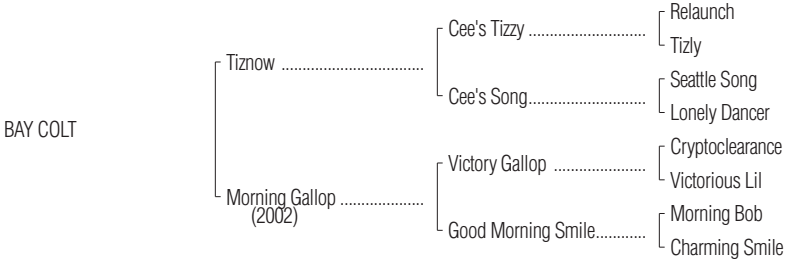 Relaunch
Cee's Tizzy ............................
Tizly
Tiznow ..................................
Seattle Song
Cee's Song............................
Lonely Dancer
BAY COLT
Cryptoclearance
Victory Gallop ......................
Victorious Lil
Morning Gallop ....................
(2002)
Morning Bob
Good Morning Smile............
Charming Smile